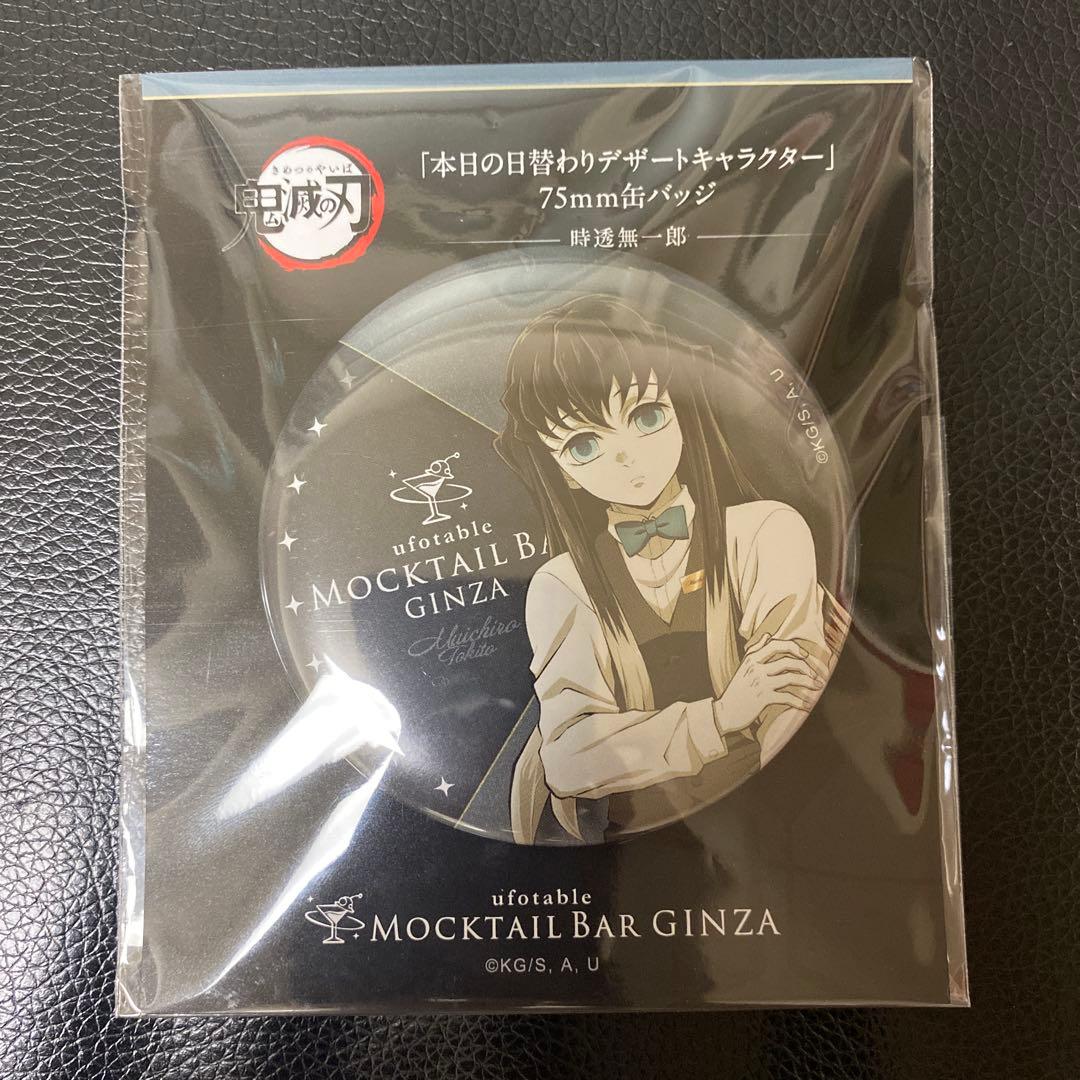 きめつのやいば
鬼滅の刃
「本日の日替わりデザートキャラクター」
75mm缶バッジ
時透無一郎
©KG/S, A, U
ufotable
MOCKTAIL BA
GINZA
Muichiro
Tokito
ufotable
MOCKTAIL BAR GINZA
©KG/S, A, U